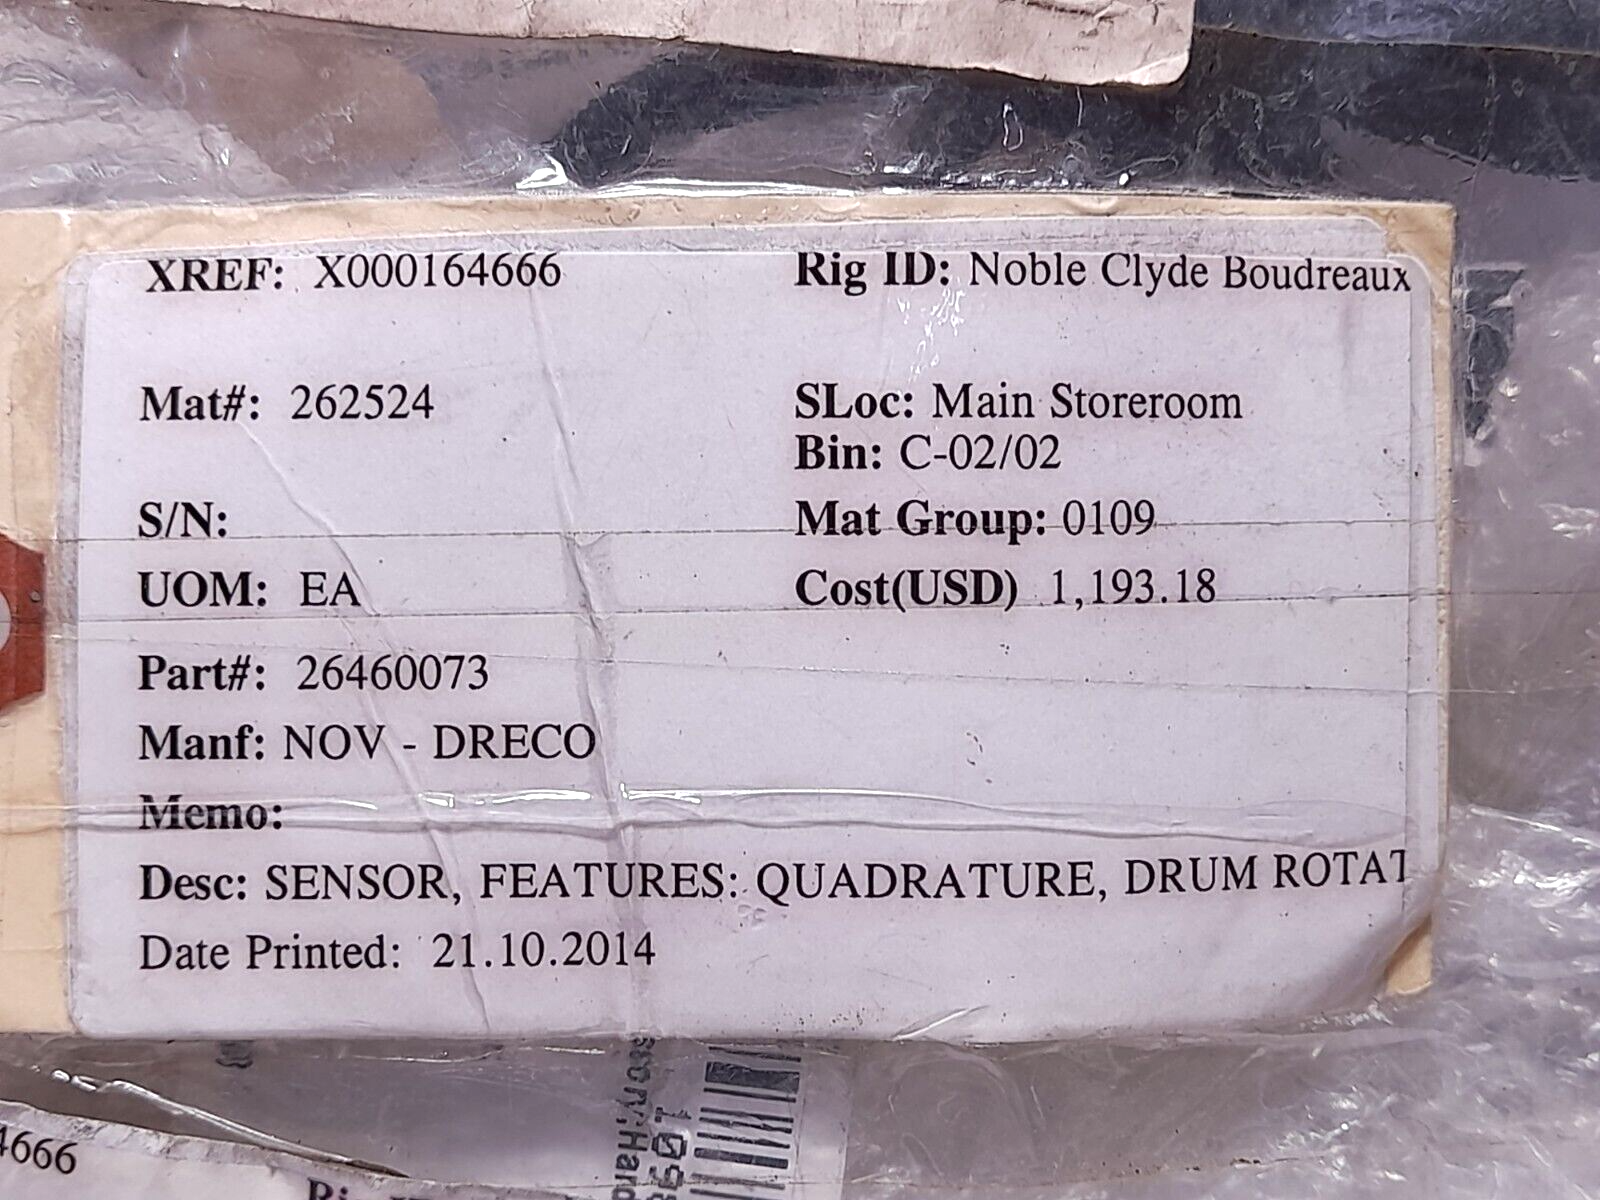 XREF: X000164666 Rig ID: Noble Clyde Boudreaux
Mat#: 262524 SLoc: Main Storeroom
Bin: C-02/02
S/N: Mat Group: 0109
UOM: EA Cost(USD) 1,193.18
Part#: 26460073
Manf: NOV - DRECO
Memo:
Desc: SENSOR, FEATURES: QUADRATURE, DRUM ROTAT
Date Printed: 21.10.2014
4666